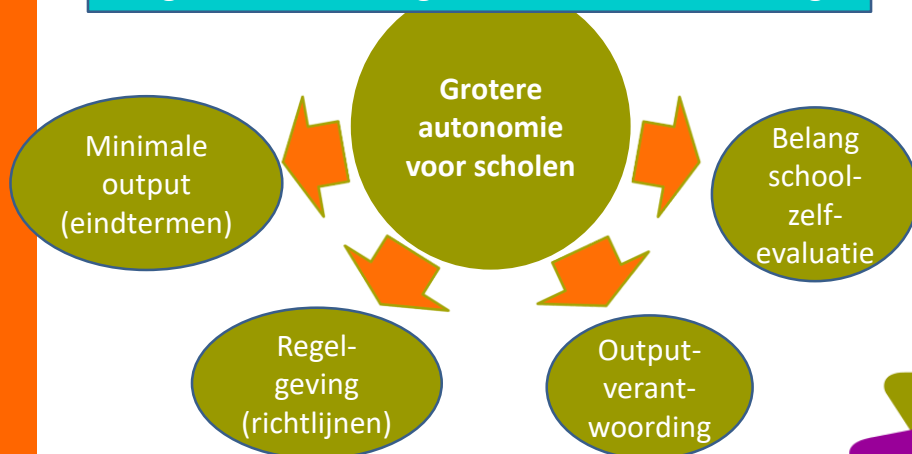 Grotere
autonomie
voor scholen
Minimale
output
(eindtermen)
Belang
school-
zelf-
evaluatie
Regel-
geving
(richtlijnen)
Output-
verant-
woording